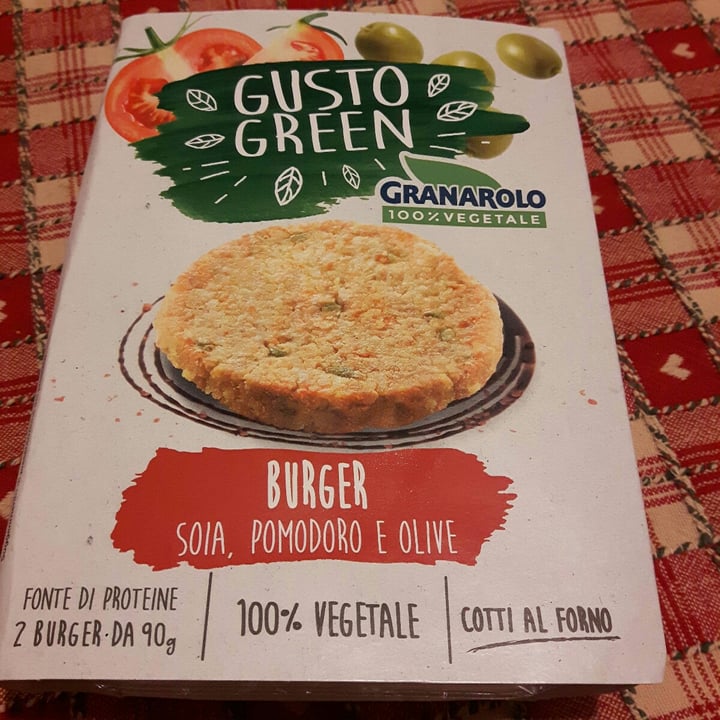 GUSTO
GREEN
GRANAROLO
100% VEGETALE
BURGER
SOIA, POMODORO E OLIVE
FONTE DI PROTEINE
2 BURGER·DA 90g
100% VEGETALE
COTTI AL FORNO